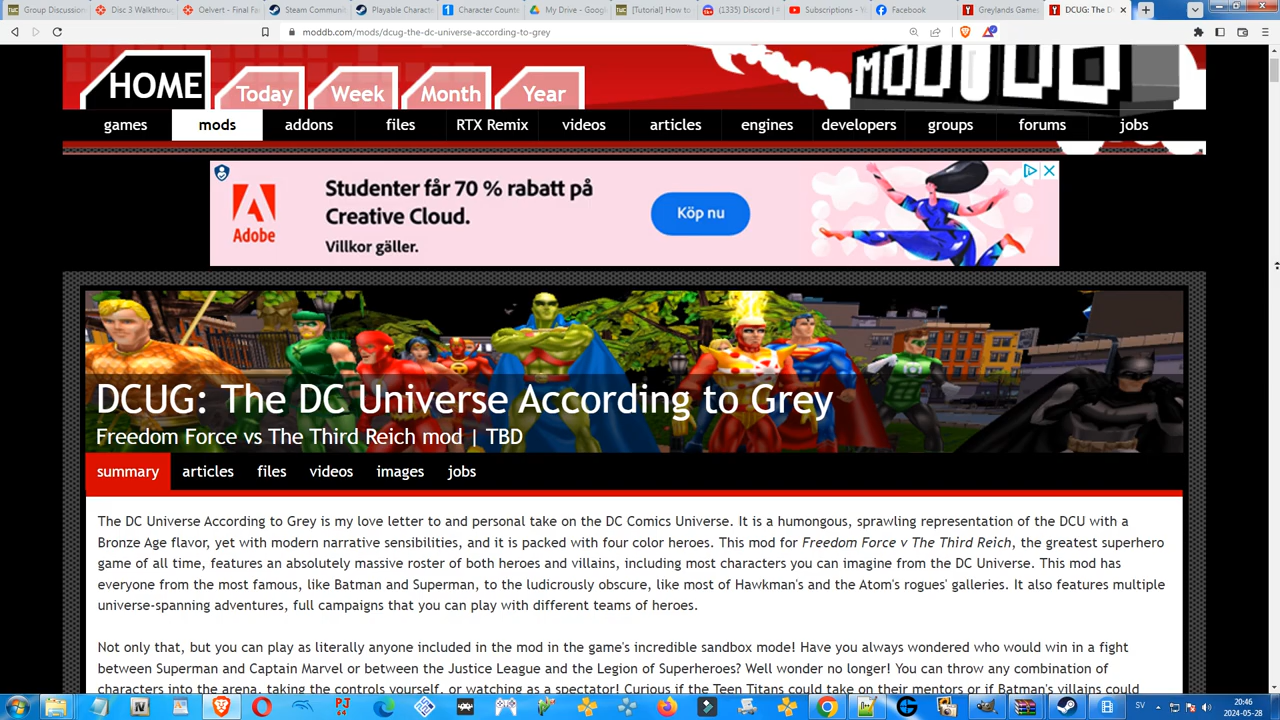 Group Discussion
Disc 3 Walkthrou
Oelvert - Final Fa
Steam Communi
Playable Characte
Character Counte
My Drive - Googl
[Tutorial] How to
(1335) Discord |
Subscriptions - Y
Facebook
Greylands Games
DCUG: The D
moddb.com/mods/dcug-the-dc-universe-according-to-grey
HOME
Today
Week
Month
Year
games
mods
addons
files
RTX Remix
videos
articles
engines
developers
groups
forums
jobs
Adobe
Studenter får 70 % rabatt på
Creative Cloud.
Villkor gäller.
Köp nu
DCUG: The DC Universe According to Grey
Freedom Force vs The Third Reich mod | TBD
summary
articles
files
videos
images
jobs
The DC Universe According to Grey is my love letter to and personal take on the DC Comics Universe. It is a humongous, sprawling representation of the DCU with a
Bronze Age flavor, yet with modern narrative sensibilities, and it is packed with four color heroes. This mod for Freedom Force v The Third Reich, the greatest superhero
game of all time, features an absolutely massive roster of both heroes and villains, including most characters you can imagine from the DC Universe. This mod has
everyone from the most famous, like Batman and Superman, to the ludicrously obscure, like most of Hawkman's and the Atom's rogues' galleries. It also features multiple
universe-spanning adventures, full campaigns that you can play with different teams of heroes.
Not only that, but you can play as literally anyone included in the mod in the game's incredible sandbox mode! Have you always wondered who would win in a fight
between Superman and Captain Marvel or between the Justice League and the Legion of Superheroes? Well wonder no longer! You can throw any combination of
characters into the arena, taking the controls yourself, or watching as a spectator! Curious if the Teen Titans could take on their mentors or if Batman's villains could
SV
20:46
2024-05-28